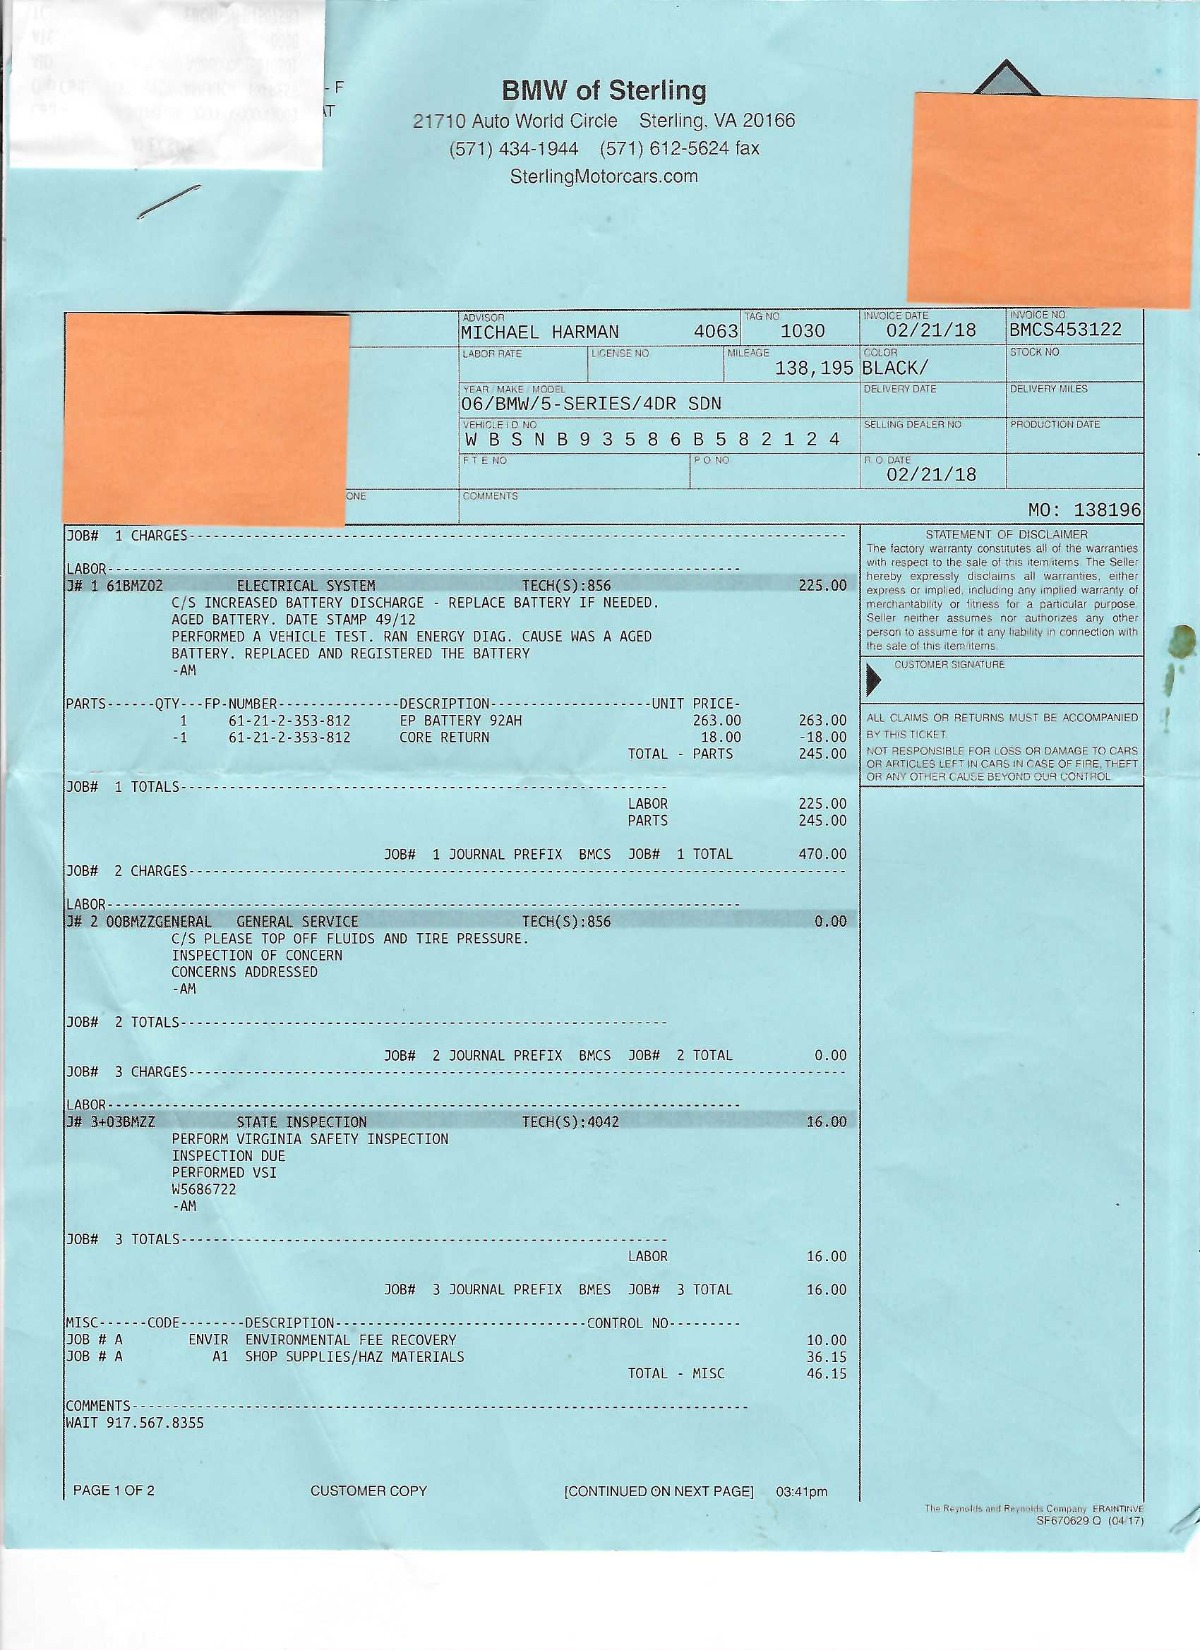 - F
AT
BMW of Sterling
21710 Auto World Circle Sterling, VA 20166
(571) 434-1944 (571) 612-5624 fax
SterlingMotorcars.com
ADVISOR TAG NO. INVOICE DATE INVOICE NO.
MICHAEL HARMAN 4063 1030 02/21/18 BMCS453122
LABOR RATE LICENSE NO. MILEAGE COLOR STOCK NO.
138,195 BLACK/
YEAR / MAKE / MODEL DELIVERY DATE DELIVERY MILES
06/BMW/5-SERIES/4DR SDN
VEHICLE I.D. NO. SELLING DEALER NO. PRODUCTION DATE
W B S N B 9 3 5 8 6 B 5 8 2 1 2 4
F. T. E. NO. P. O. NO. R. O. DATE
02/21/18
ONE COMMENTS
MO: 138196
JOB# 1 CHARGES--------------------------------------------------------------------------------
LABOR------------------------------------------------------------------------------
J# 1 61BMZ02 ELECTRICAL SYSTEM TECH(S):856 225.00
C/S INCREASED BATTERY DISCHARGE - REPLACE BATTERY IF NEEDED.
AGED BATTERY. DATE STAMP 49/12
PERFORMED A VEHICLE TEST. RAN ENERGY DIAG. CAUSE WAS A AGED
BATTERY. REPLACED AND REGISTERED THE BATTERY
-AM
PARTS------QTY---FP-NUMBER---------------DESCRIPTION--------------------UNIT PRICE-
1 61-21-2-353-812 EP BATTERY 92AH 263.00 263.00
-1 61-21-2-353-812 CORE RETURN 18.00 -18.00
TOTAL - PARTS 245.00
JOB# 1 TOTALS------------------------------------------------------------
LABOR 225.00
PARTS 245.00
JOB# 1 JOURNAL PREFIX BMCS JOB# 1 TOTAL 470.00
JOB# 2 CHARGES--------------------------------------------------------------------------------
LABOR------------------------------------------------------------------------------
J# 2 00BMZZGENERAL GENERAL SERVICE TECH(S):856 0.00
C/S PLEASE TOP OFF FLUIDS AND TIRE PRESSURE.
INSPECTION OF CONCERN
CONCERNS ADDRESSED
-AM
JOB# 2 TOTALS------------------------------------------------------------
JOB# 2 JOURNAL PREFIX BMCS JOB# 2 TOTAL 0.00
JOB# 3 CHARGES--------------------------------------------------------------------------------
LABOR------------------------------------------------------------------------------
J# 3+03BMZZ STATE INSPECTION TECH(S):4042 16.00
PERFORM VIRGINIA SAFETY INSPECTION
INSPECTION DUE
PERFORMED VSI
W5686722
-AM
JOB# 3 TOTALS------------------------------------------------------------
LABOR 16.00
JOB# 3 JOURNAL PREFIX BMES JOB# 3 TOTAL 16.00
MISC------CODE--------DESCRIPTION-------------------------------CONTROL NO---------
JOB # A ENVIR ENVIRONMENTAL FEE RECOVERY 10.00
JOB # A A1 SHOP SUPPLIES/HAZ MATERIALS 36.15
TOTAL - MISC 46.15
COMMENTS----------------------------------------------------------------------------
WAIT 917.567.8355
STATEMENT OF DISCLAIMER
The factory warranty constitutes all of the warranties
with respect to the sale of this item/items. The Seller
hereby expressly disclaims all warranties, either
express or implied, including any implied warranty of
merchantability or fitness for a particular purpose.
Seller neither assumes nor authorizes any other
person to assume for it any liability in connection with
the sale of this item/items.
CUSTOMER SIGNATURE
ALL CLAIMS OR RETURNS MUST BE ACCOMPANIED
BY THIS TICKET.
NOT RESPONSIBLE FOR LOSS OR DAMAGE TO CARS
OR ARTICLES LEFT IN CARS IN CASE OF FIRE, THEFT
OR ANY OTHER CAUSE BEYOND OUR CONTROL.
PAGE 1 OF 2 CUSTOMER COPY [CONTINUED ON NEXT PAGE] 03:41pm
The Reynolds and Reynolds Company ERAINTINVE
SF670629 Q (04/17)